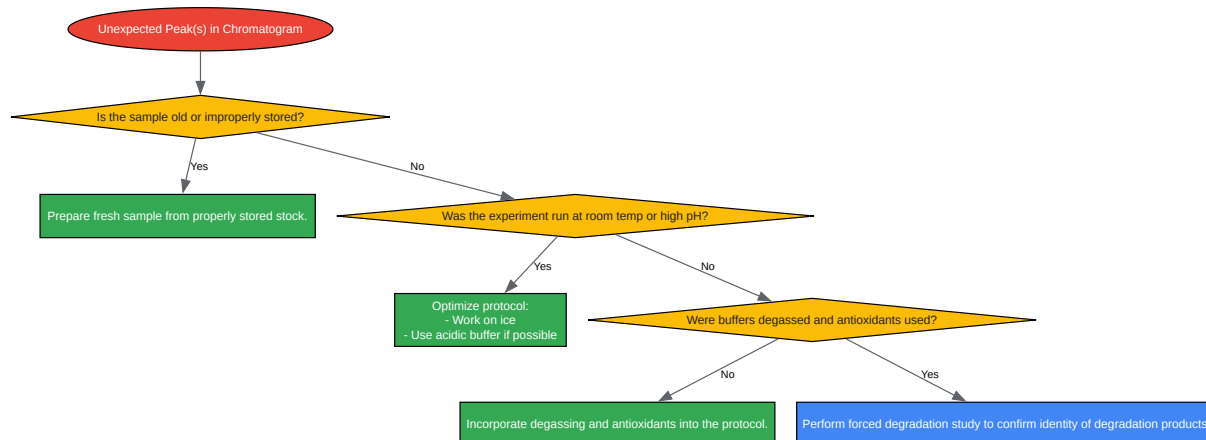 Unexpected Peak(s) in Chromatogram
Is the sample old or improperly stored?
Yes
No
Prepare fresh sample from properly stored stock.
Was the experiment run at room temp or high pH?
Yes
No
Optimize protocol:
- Work on ice
- Use acidic buffer if possible
Were buffers degassed and antioxidants used?
No
Yes
Incorporate degassing and antioxidants into the protocol.
Perform forced degradation study to confirm identity of degradation products